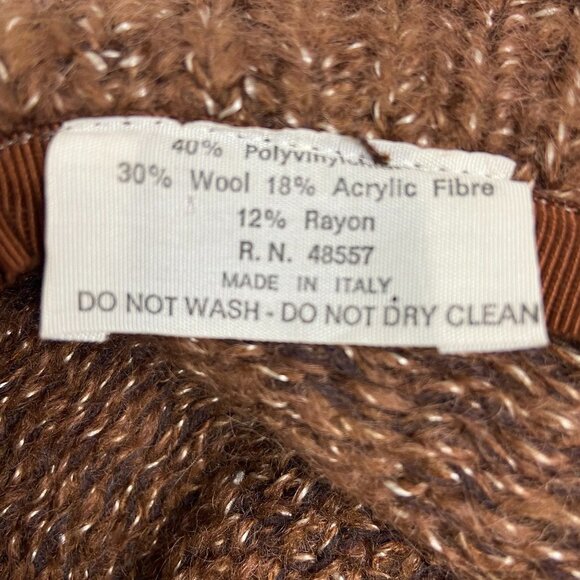 40%
30% Wool 18% Acrylic Fibre
12% Rayon
R. N. 48557
MADE IN ITALY
DO NOT WASH - DO NOT DRY CLEAN